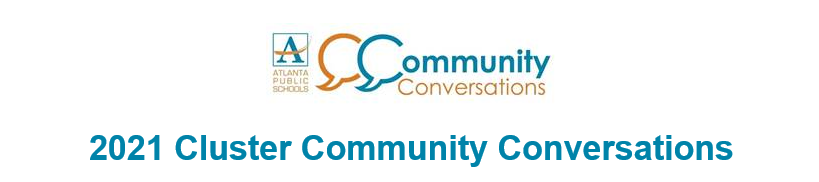 A
ATLANTA
PUBLIC
SCHOOLS
Community
Conversations
2021 Cluster Community Conversations